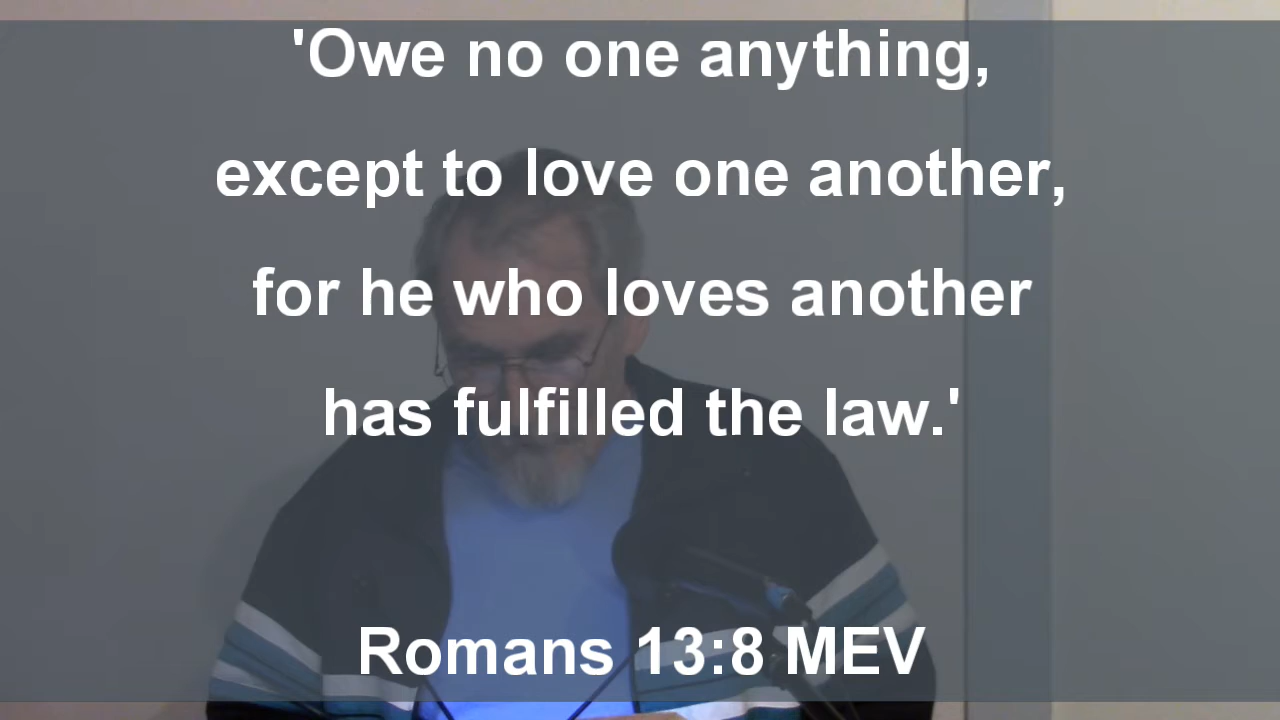 'Owe no one anything,
except to love one another,
for he who loves another
has fulfilled the law.'
Romans 13:8 MEV